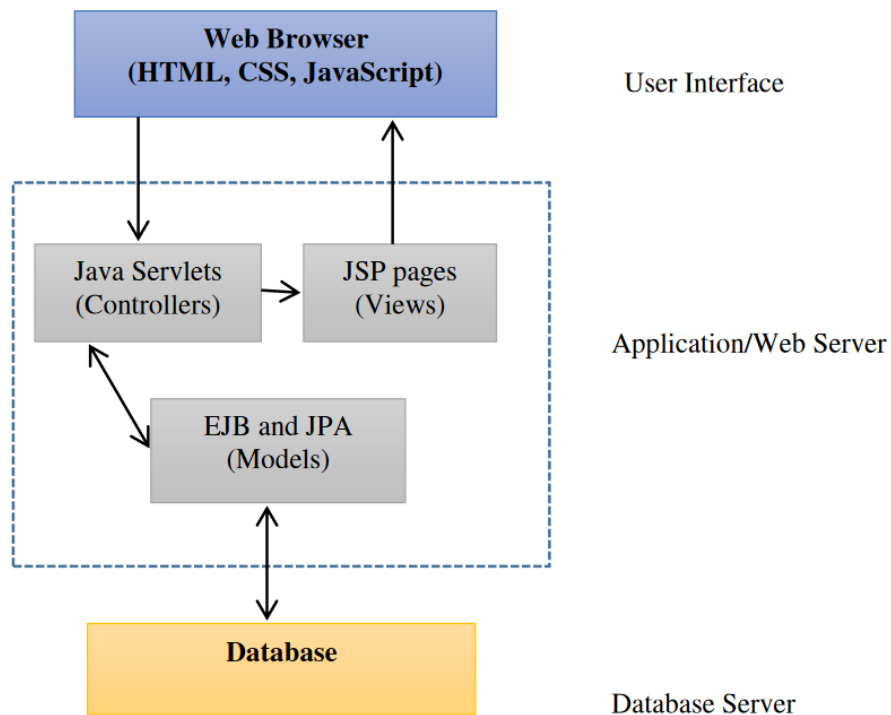 Web Browser
(HTML, CSS, JavaScript)
User Interface
Java Servlets
(Controllers)
JSP pages
(Views)
Application/Web Server
EJB and JPA
(Models)
Database
Database Server